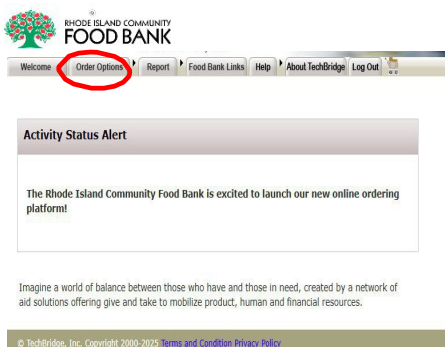 RHODE ISLAND COMMUNITY
FOOD BANK
Welcome Order Options Report Food Bank Links Help About TechBridge Log Out
Activity Status Alert
The Rhode Island Community Food Bank is excited to launch our new online ordering
platform!
Imagine a world of balance between those who have and those in need, created by a network of
aid solutions offering give and take to mobilize product, human and financial resources.
© TechBridge, Inc. Copyright 2000-2025 Terms and Condition Privacy Policy